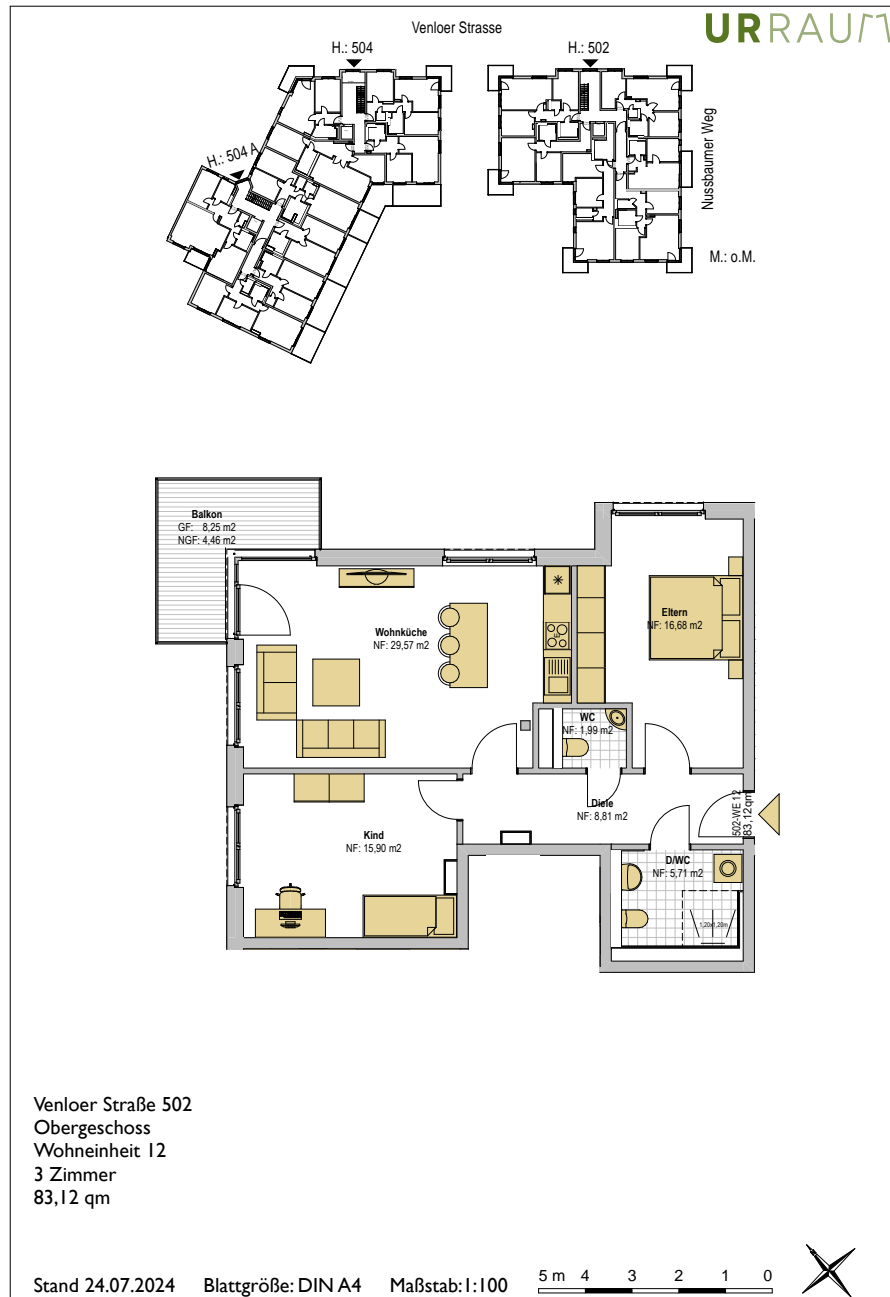 URRAUM
Venloer Strasse
H.: 504
H.: 502
H.: 504 A
Nussbaumer Weg
M.: o.M.
Balkon
GF: 8,25 m2
NGF: 4,46 m2
Wohnküche
NF: 29,57 m2
Eltern
NF: 16,68 m2
WC
NF: 1,99 m2
Diele
NF: 8,81 m2
502-WE 12
83,12qm
Kind
NF: 15,90 m2
D/WC
NF: 5,71 m2
1,20x1,20m
Venloer Straße 502
Obergeschoss
Wohneinheit 12
3 Zimmer
83,12 qm
Stand 24.07.2024 Blattgröße: DIN A4 Maßstab:1:100 5 m 4 3 2 1 0